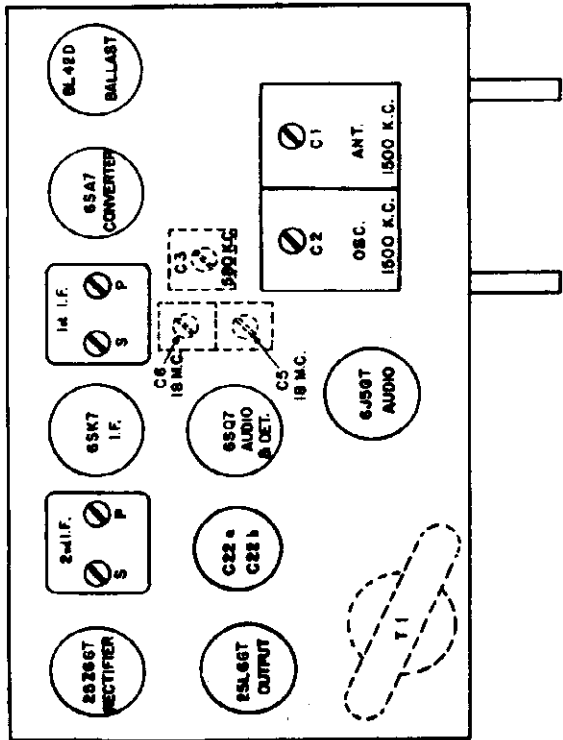 25Z6GT
RECTIFIER
2nd I.F.
S P
6SK7
I.F.
1st I.F.
S P
6SA7
CONVERTER
BL42D
BALLAST
25L6GT
OUTPUT
C22a
C22b
6SQ7
AUDIO
& DET.
C6
18 M.C.
C5
18 M.C.
C3
580 K.C.
C2
OSC.
1500 K.C.
C1
ANT.
1500 K.C.
T1
6J5GT
AUDIO